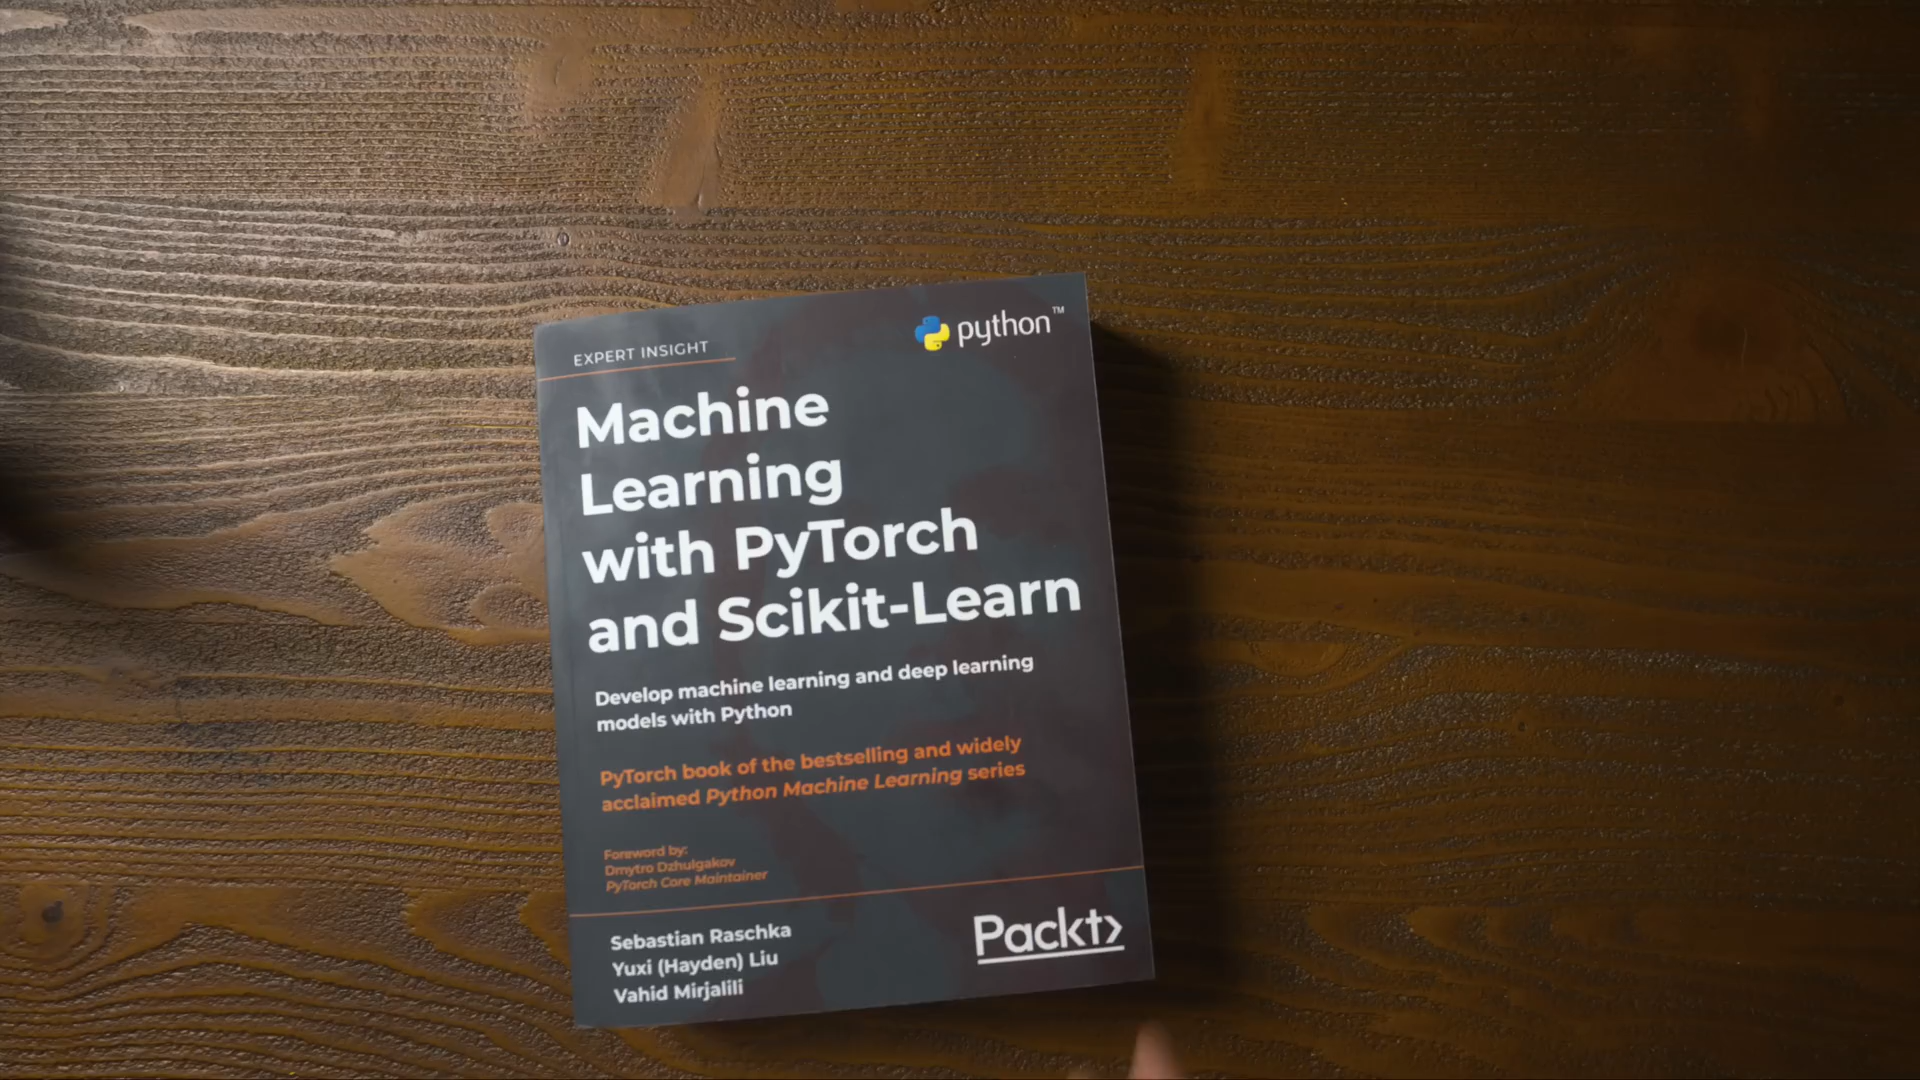 EXPERT INSIGHT
python™
Machine
Learning
with PyTorch
and Scikit-Learn
Develop machine learning and deep learning
models with Python
PyTorch book of the bestselling and widely
acclaimed Python Machine Learning series
Foreword by:
Dmytro Dzhulgakov
PyTorch Core Maintainer
Sebastian Raschka
Yuxi (Hayden) Liu
Vahid Mirjalili
Packt>